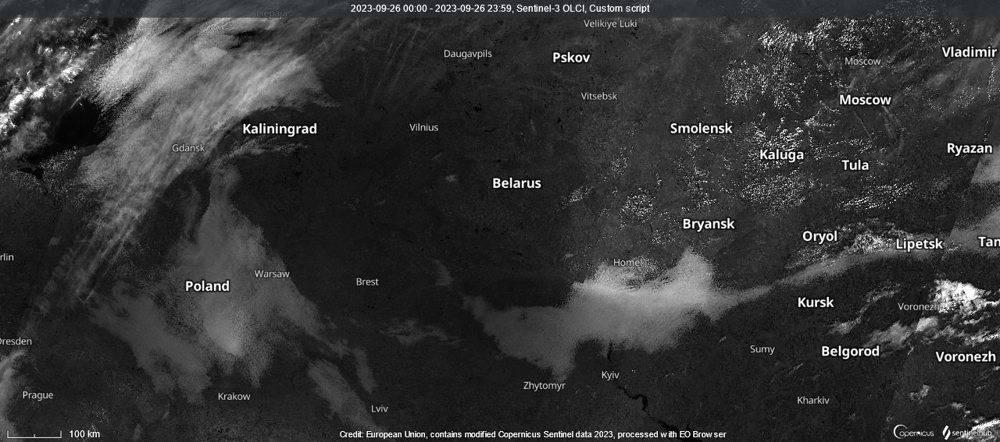 2023-09-26 00:00 - 2023-09-26 23:59, Sentinel-3 OLCI, Custom script
Liepaja
Velikiye Luki
Daugavpils
Pskov
Moscow
Vladimir
Vitsebsk
Moscow
Kaliningrad
Vilnius
Smolensk
Gdansk
Kaluga
Ryazan
Tula
Belarus
Bryansk
Oryol
Lipetsk
Tan
rlin
Homel
Warsaw
Brest
Poland
Kursk
Voronezh
Dresden
Sumy
Belgorod
Voronezh
Zhytomyr
Kyiv
Prague
Krakow
Kharkiv
Lviv
100 km
Credit: European Union, contains modified Copernicus Sentinel data 2023, processed with EO Browser
Copernicus
sentinelhub